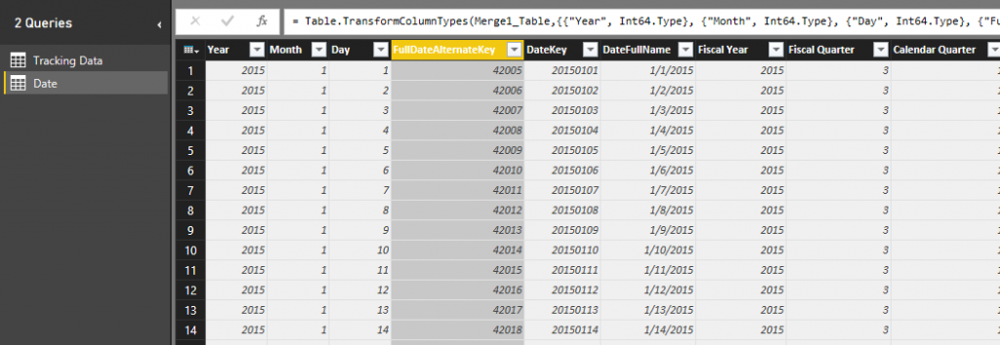 2 Queries
= Table.TransformColumnTypes(Merge1_Table,{{"Year", Int64.Type}, {"Month", Int64.Type}, {"Day", Int64.Type}, {"Fu
Tracking Data
Date
Year Month Day FullDateAlternateKey DateKey DateFullName Fiscal Year Fiscal Quarter Calendar Quarter
1 2015 1 1 42005 20150101 1/1/2015 2015 3 1
2 2015 1 2 42006 20150102 1/2/2015 2015 3 1
3 2015 1 3 42007 20150103 1/3/2015 2015 3 1
4 2015 1 4 42008 20150104 1/4/2015 2015 3 1
5 2015 1 5 42009 20150105 1/5/2015 2015 3 1
6 2015 1 6 42010 20150106 1/6/2015 2015 3 1
7 2015 1 7 42011 20150107 1/7/2015 2015 3 1
8 2015 1 8 42012 20150108 1/8/2015 2015 3 1
9 2015 1 9 42013 20150109 1/9/2015 2015 3 1
10 2015 1 10 42014 20150110 1/10/2015 2015 3 1
11 2015 1 11 42015 20150111 1/11/2015 2015 3 1
12 2015 1 12 42016 20150112 1/12/2015 2015 3 1
13 2015 1 13 42017 20150113 1/13/2015 2015 3 1
14 2015 1 14 42018 20150114 1/14/2015 2015 3 1